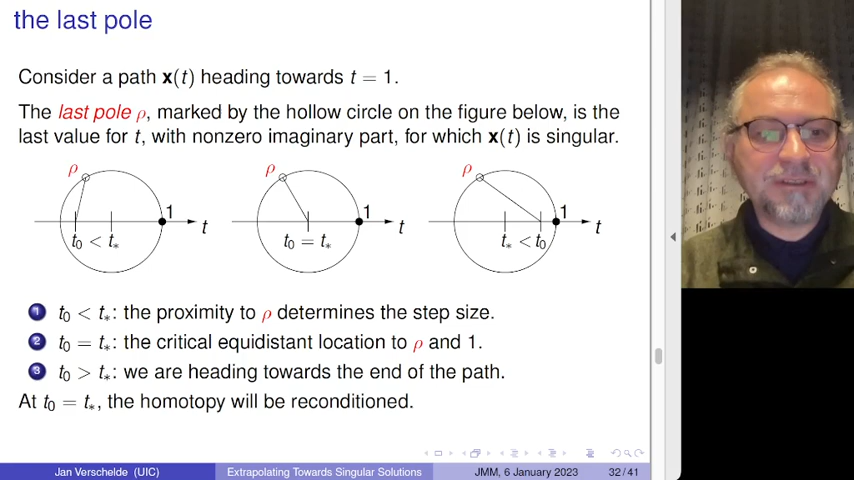 the last pole
Consider a path x(t) heading towards t = 1.
The last pole ρ, marked by the hollow circle on the figure below, is the
last value for t, with nonzero imaginary part, for which x(t) is singular.
ρ 1 t t₀ < t∗
ρ 1 t t₀ = t∗
ρ 1 t t∗ < t₀
1 t₀ < t∗: the proximity to ρ determines the step size.
2 t₀ = t∗: the critical equidistant location to ρ and 1.
3 t₀ > t∗: we are heading towards the end of the path.
At t₀ = t∗, the homotopy will be reconditioned.
Jan Verschelde (UIC) Extrapolating Towards Singular Solutions JMM, 6 January 2023 32 / 41